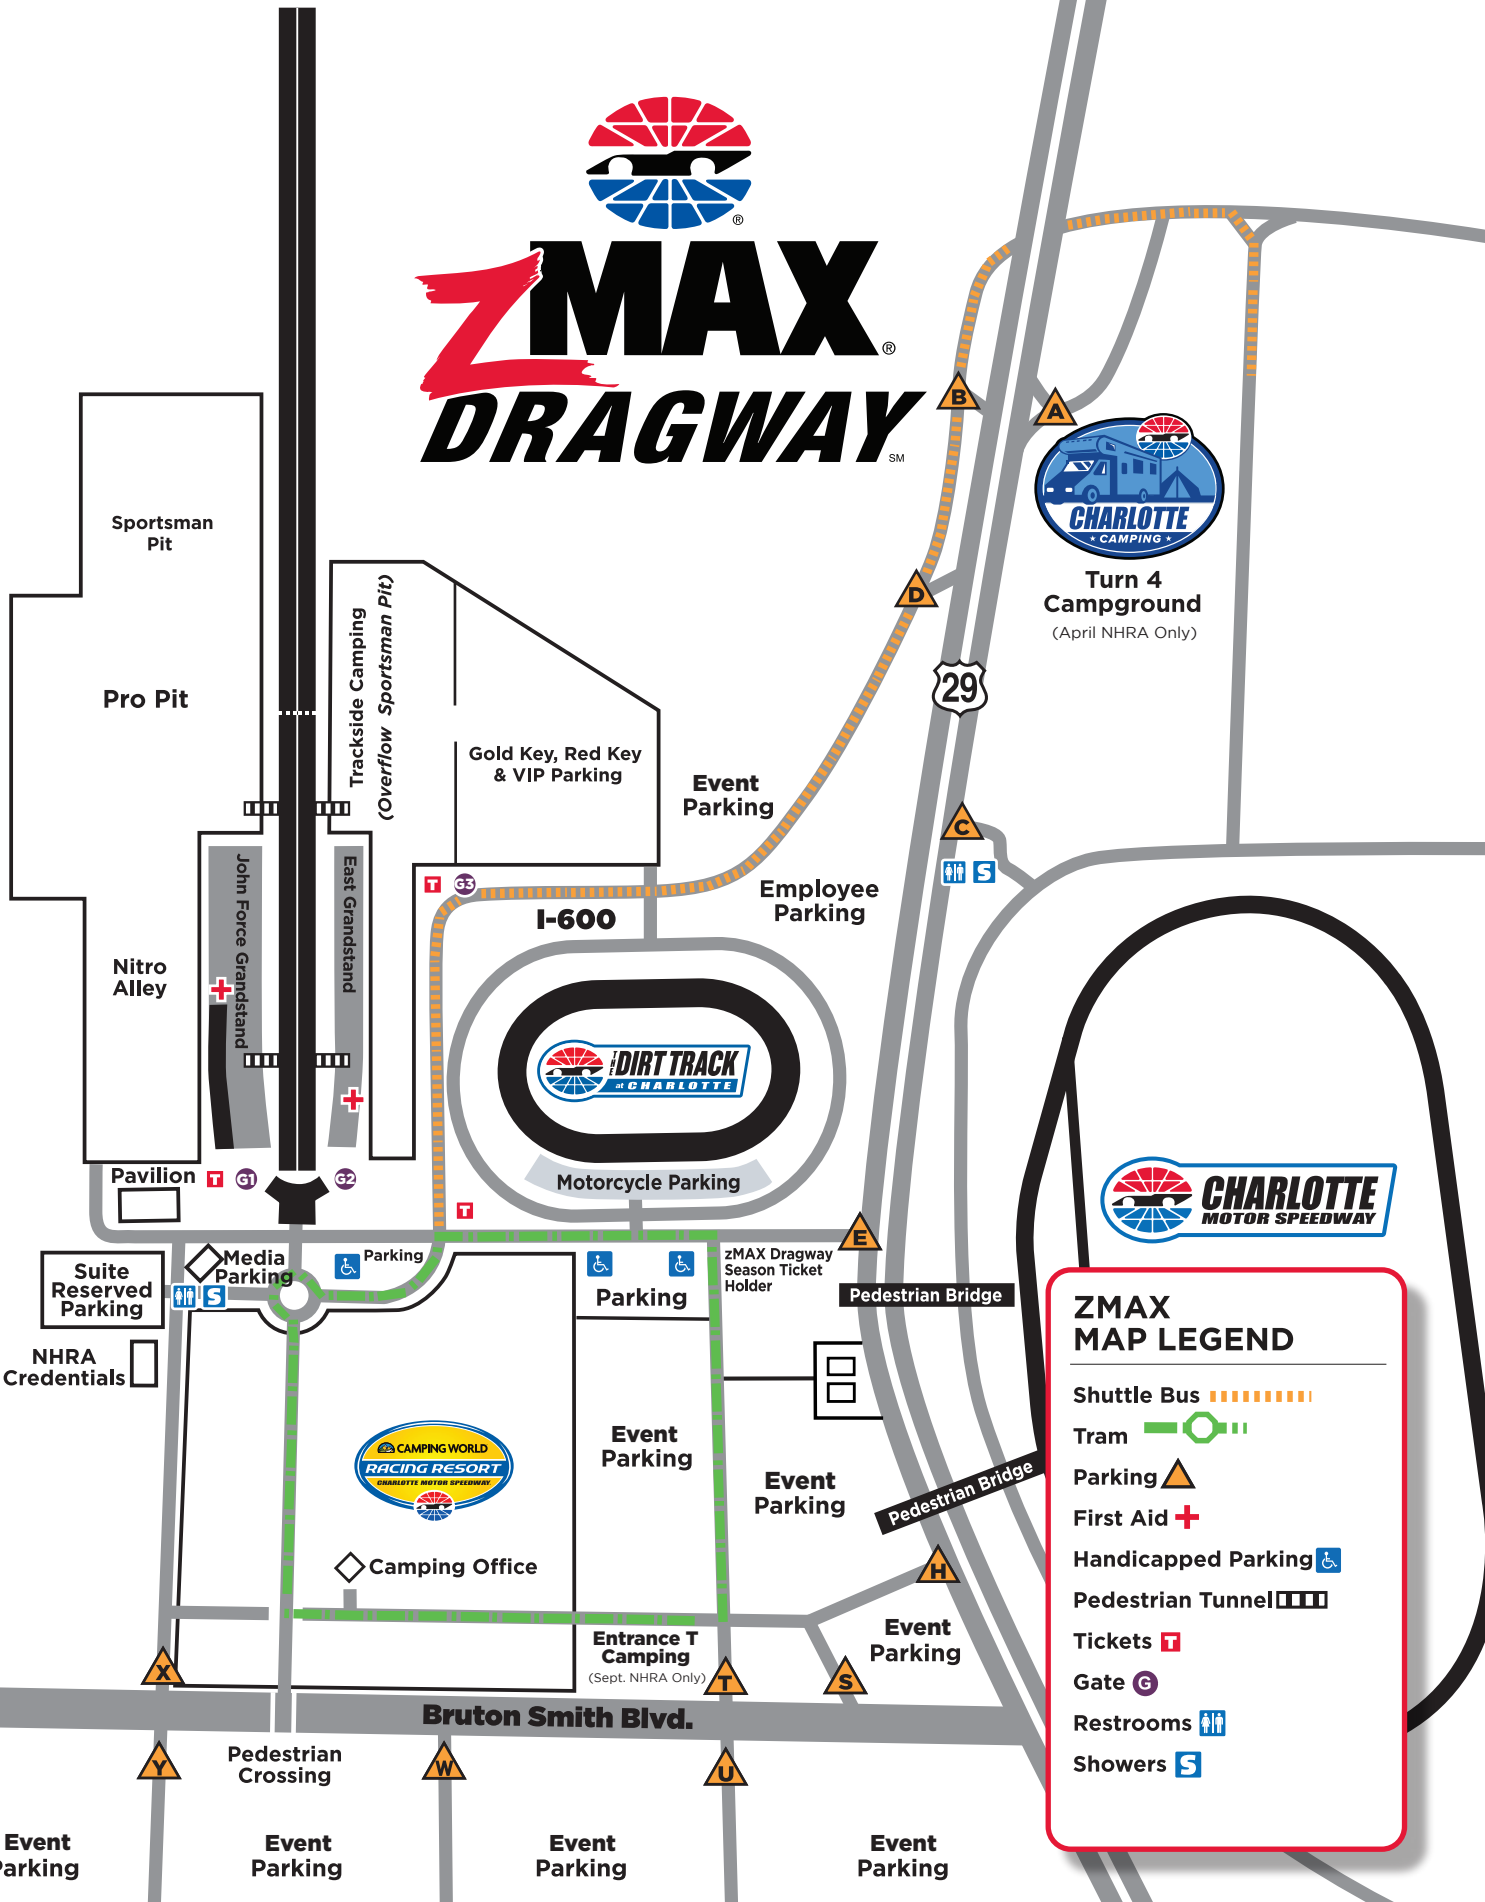 ®
ZMAX®
DRAGWAY
SM
B
A
CHARLOTTE
★ CAMPING ★
Turn 4
Campground
(April NHRA Only)
Sportsman
Pit
D
Trackside Camping
(Overflow Sportsman Pit)
29
Pro Pit
Gold Key, Red Key
& VIP Parking
Event
Parking
C
S
John Force Grandstand
East Grandstand
T
G3
Employee
Parking
I-600
Nitro
Alley
THE
DIRT TRACK
at CHARLOTTE
Pavilion
T
G1
G2
Motorcycle Parking
CHARLOTTE
MOTOR SPEEDWAY
T
E
Media
Parking
Parking
zMAX Dragway
Season Ticket
Holder
Suite
Reserved
Parking
S
Parking
Pedestrian Bridge
NHRA
Credentials
ZMAX
MAP LEGEND
Shuttle Bus
Tram
Parking
First Aid
Handicapped Parking
Pedestrian Tunnel
Tickets T
Gate G
Restrooms
Showers S
CAMPING WORLD
RACING RESORT
CHARLOTTE MOTOR SPEEDWAY
Event
Parking
Event
Parking
Pedestrian Bridge
Camping Office
H
Entrance T
Camping
(Sept. NHRA Only)
Event
Parking
X
T
S
Bruton Smith Blvd.
Y
Pedestrian
Crossing
W
U
Event
Parking
Event
Parking
Event
Parking
Event
Parking